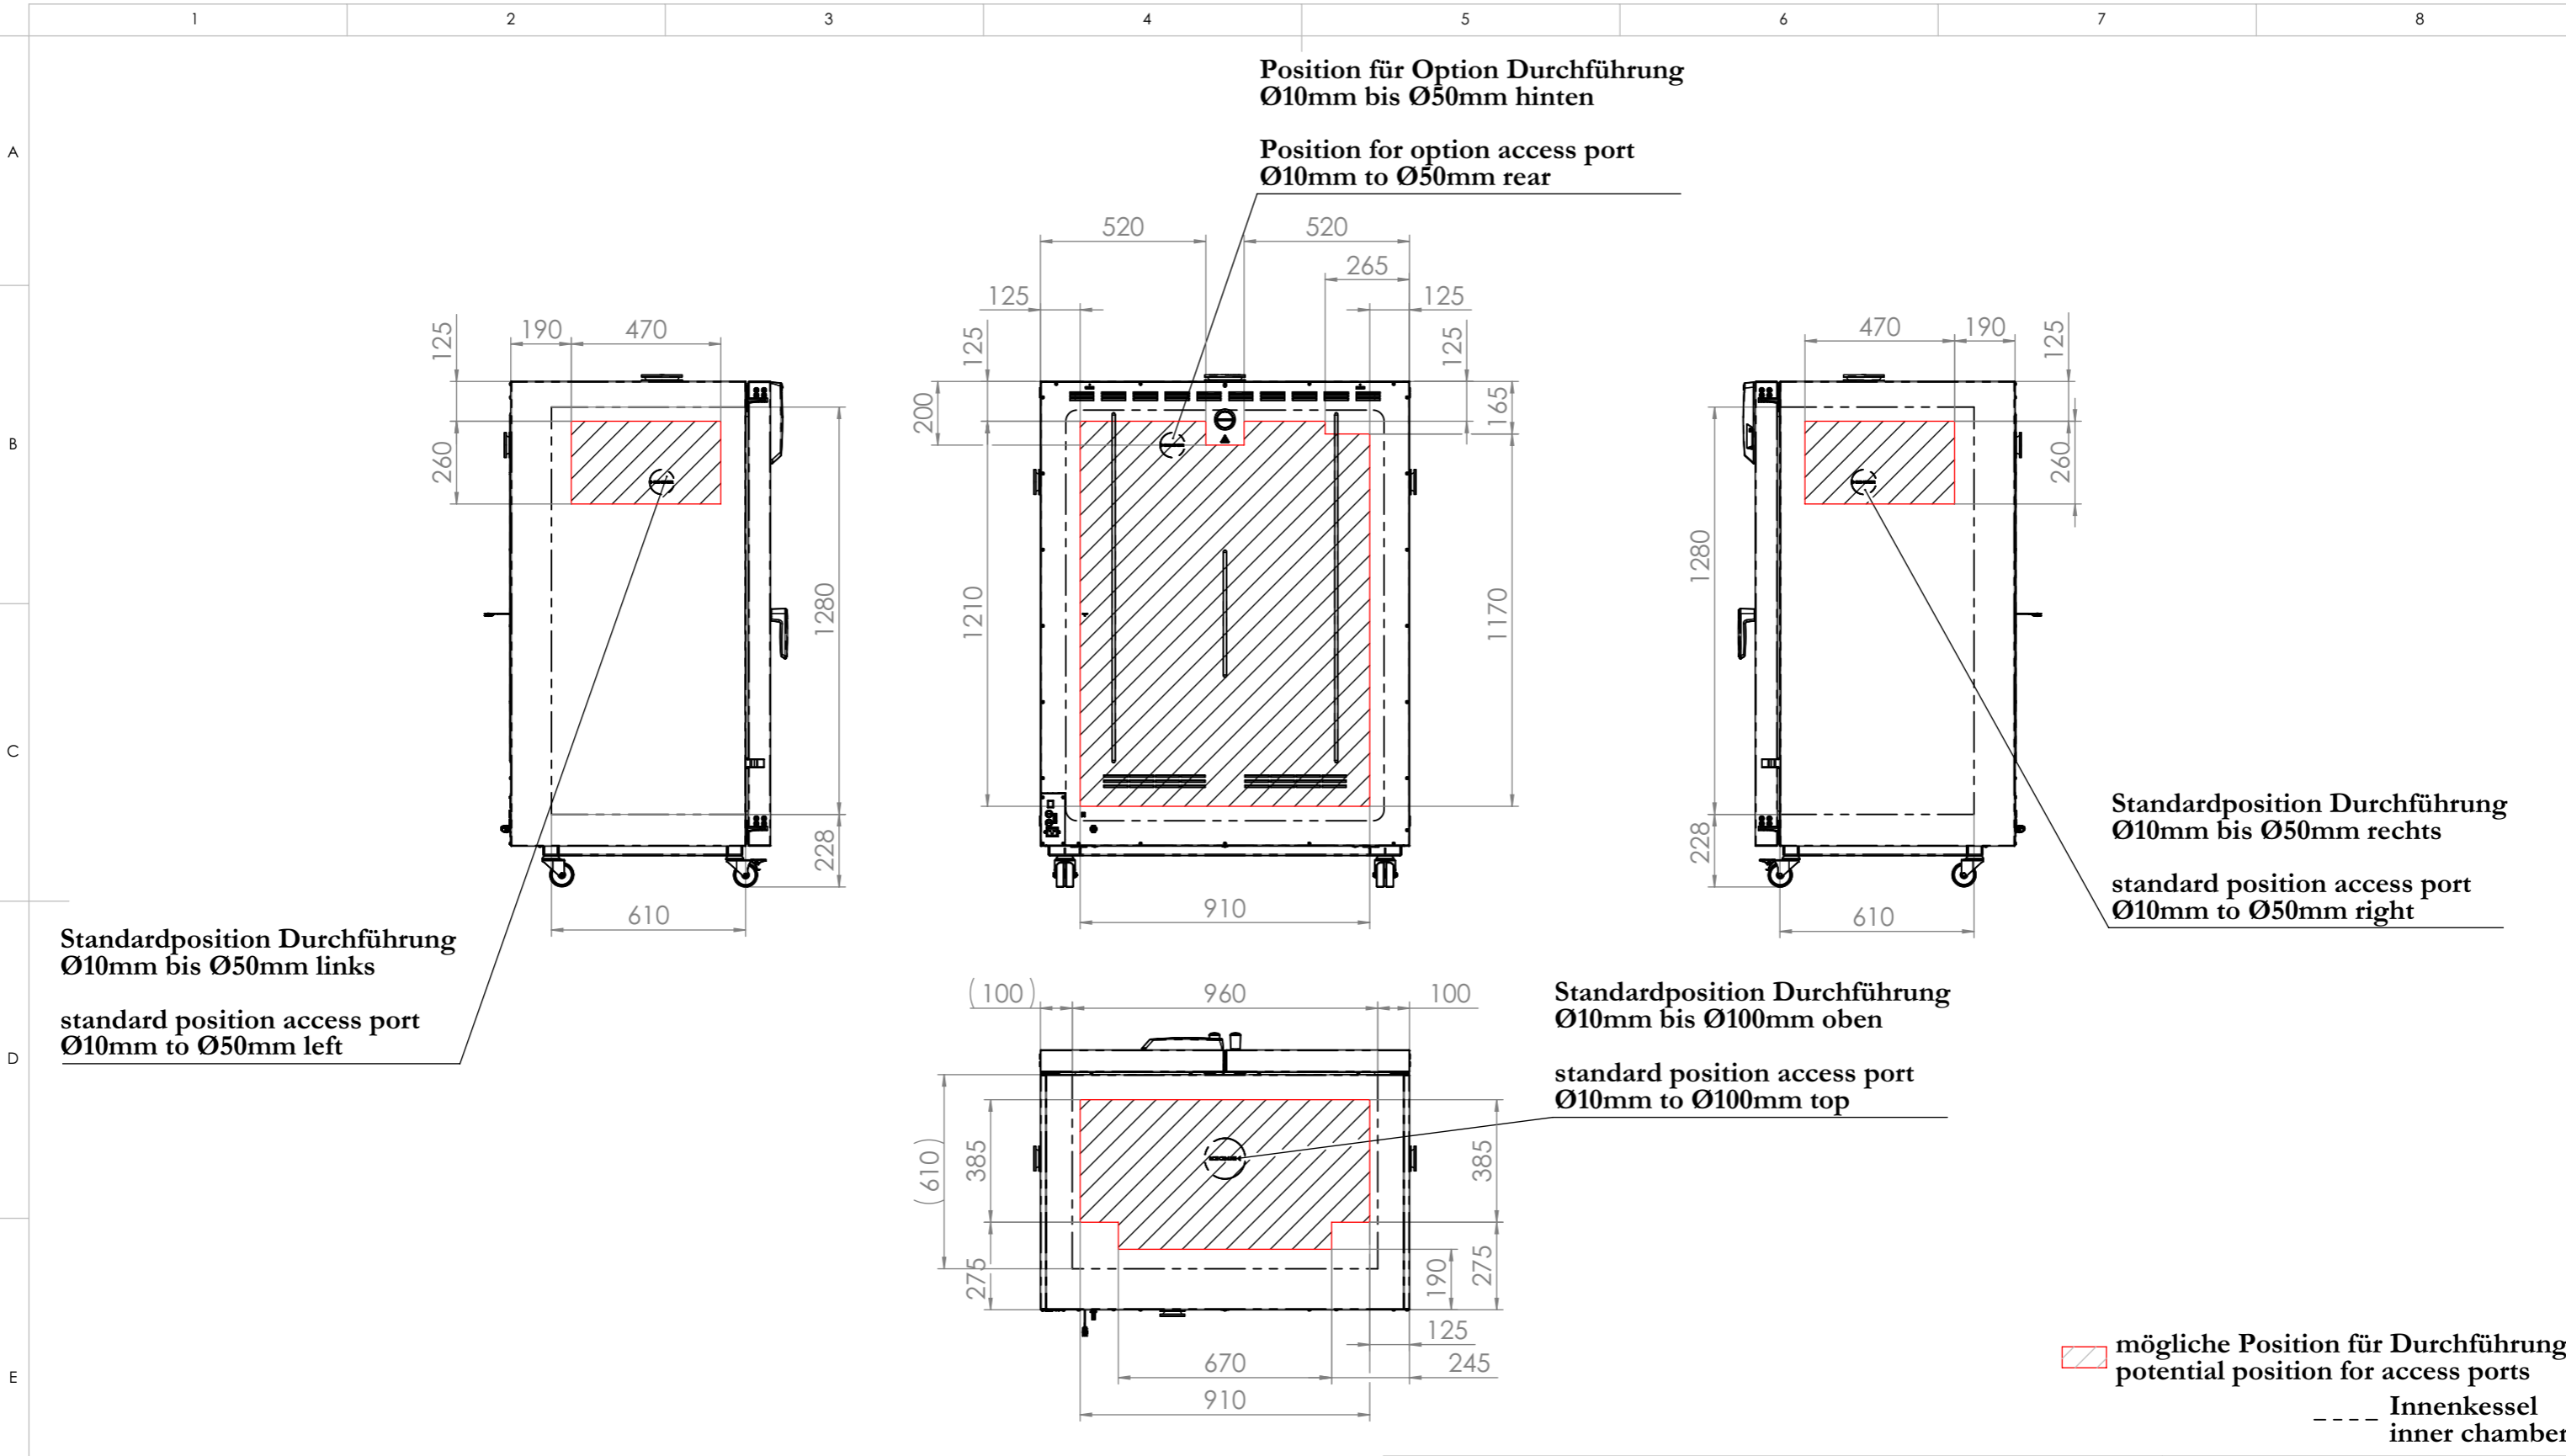 1 2 3 4 5 6 7 8
A
B
C
D
E
Position für Option Durchführung
Ø10mm bis Ø50mm hinten
Position for option access port
Ø10mm to Ø50mm rear
520 520
265
125 125
125 190 470
260
1280
228
610
125
200
1210
125
165
1170
910
470 190 125
260
1280
228
610
Standardposition Durchführung
Ø10mm bis Ø50mm links
standard position access port
Ø10mm to Ø50mm left
Standardposition Durchführung
Ø10mm bis Ø50mm rechts
standard position access port
Ø10mm to Ø50mm right
(100) 960 100
(610)
385
275
385
275
190
125
670 245
910
Standardposition Durchführung
Ø10mm bis Ø100mm oben
standard position access port
Ø10mm to Ø100mm top
mögliche Position für Durchführung
potential position for access ports
Innenkessel
inner chamber